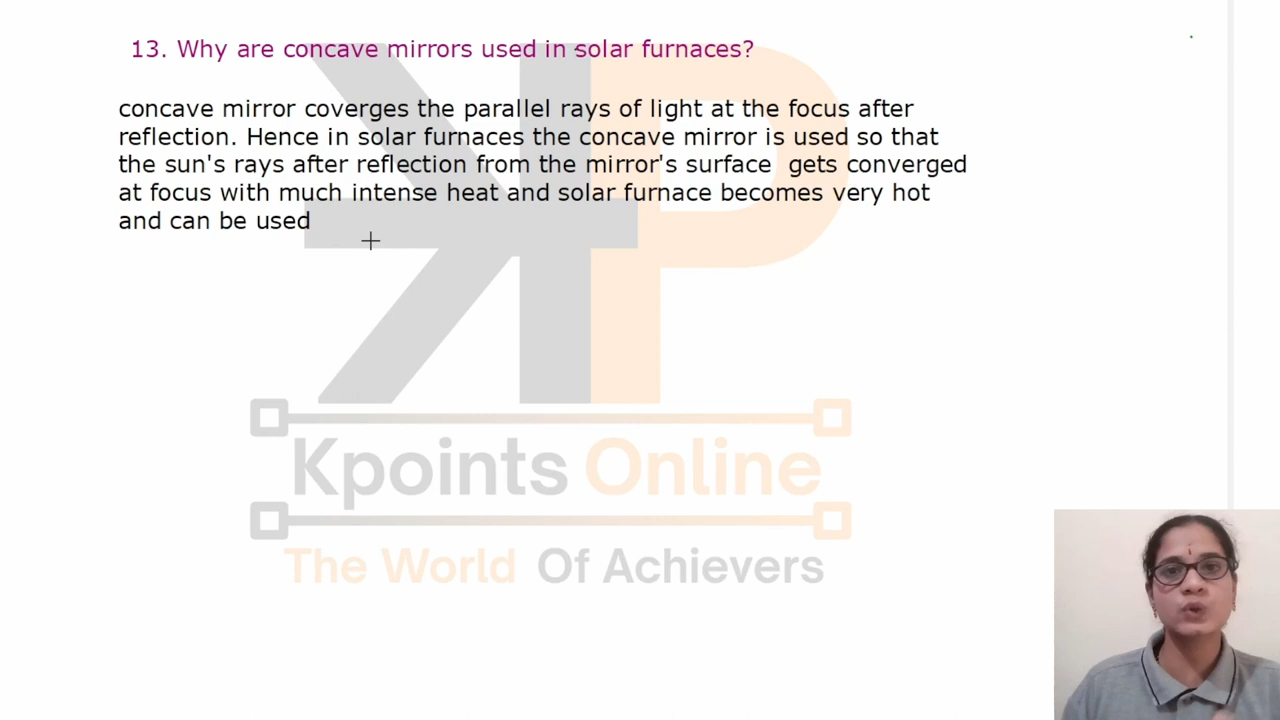 13. Why are concave mirrors used in solar furnaces?
concave mirror coverges the parallel rays of light at the focus after
reflection. Hence in solar furnaces the concave mirror is used so that
the sun's rays after reflection from the mirror's surface gets converged
at focus with much intense heat and solar furnace becomes very hot
and can be used
KP
Kpoints Online
The World Of Achievers